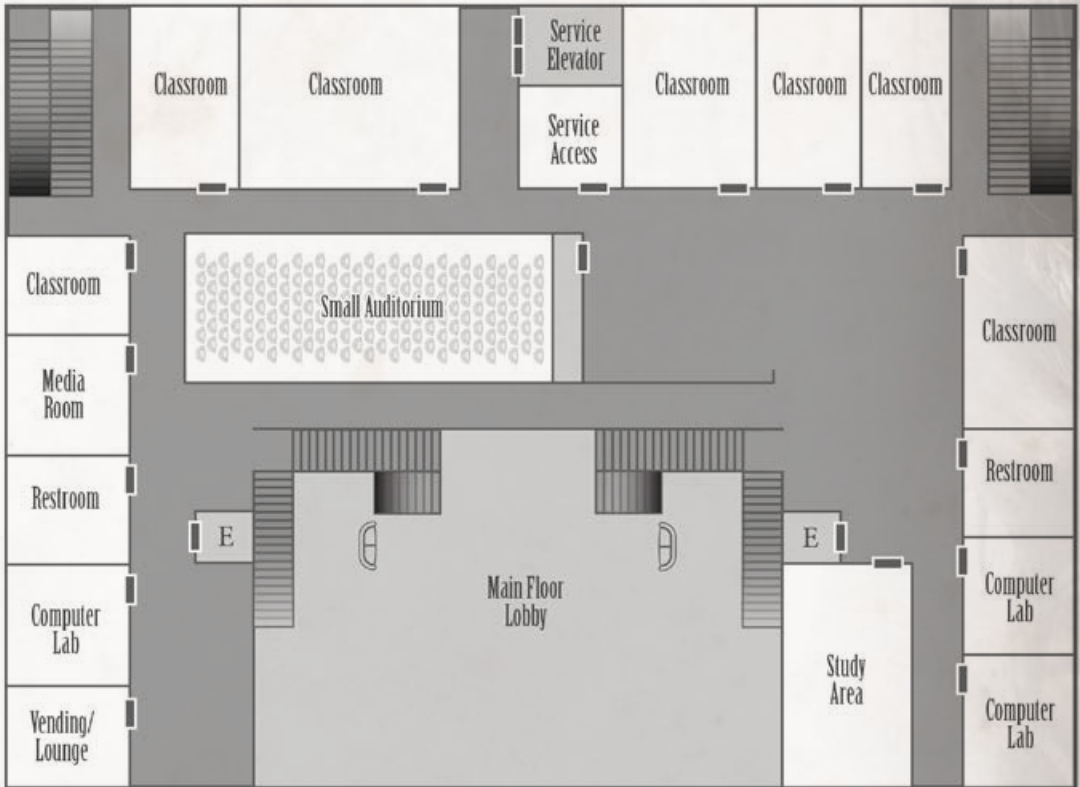 Service
Elevator
Classroom
Classroom
Classroom
Classroom
Classroom
Service
Access
Classroom
Small Auditorium
Classroom
Media
Room
Restroom
Restroom
E
E
Computer
Lab
Main Floor
Lobby
Computer
Lab
Study
Area
Vending/
Lounge
Computer
Lab